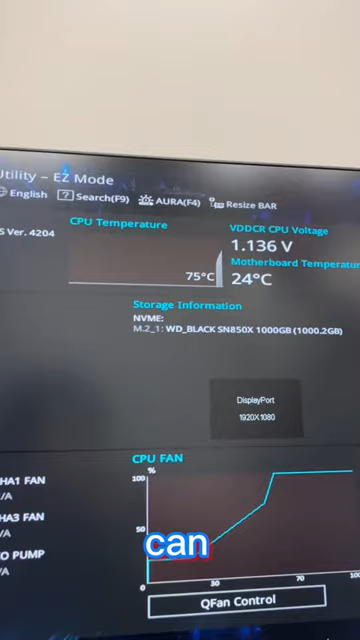 Utility – EZ Mode
English Search(F9) AURA(F4) Resize BAR
S Ver. 4204
CPU Temperature
75°C
VDDCR CPU Voltage
1.136 V
Motherboard Temperatur
24°C
Storage Information
NVME:
M.2_1: WD_BLACK SN850X 1000GB (1000.2GB)
DisplayPort
1920X1080
CPU FAN
%
100
50
0
30
70
100
HA1 FAN
/A
HA3 FAN
/A
O PUMP
/A
can
QFan Control